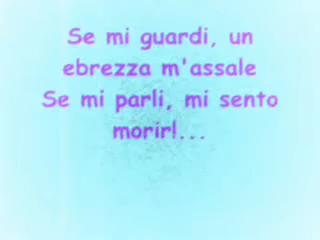 Se mi guardi, un
ebrezza m'assale
Se mi parli, mi sento
morir!...